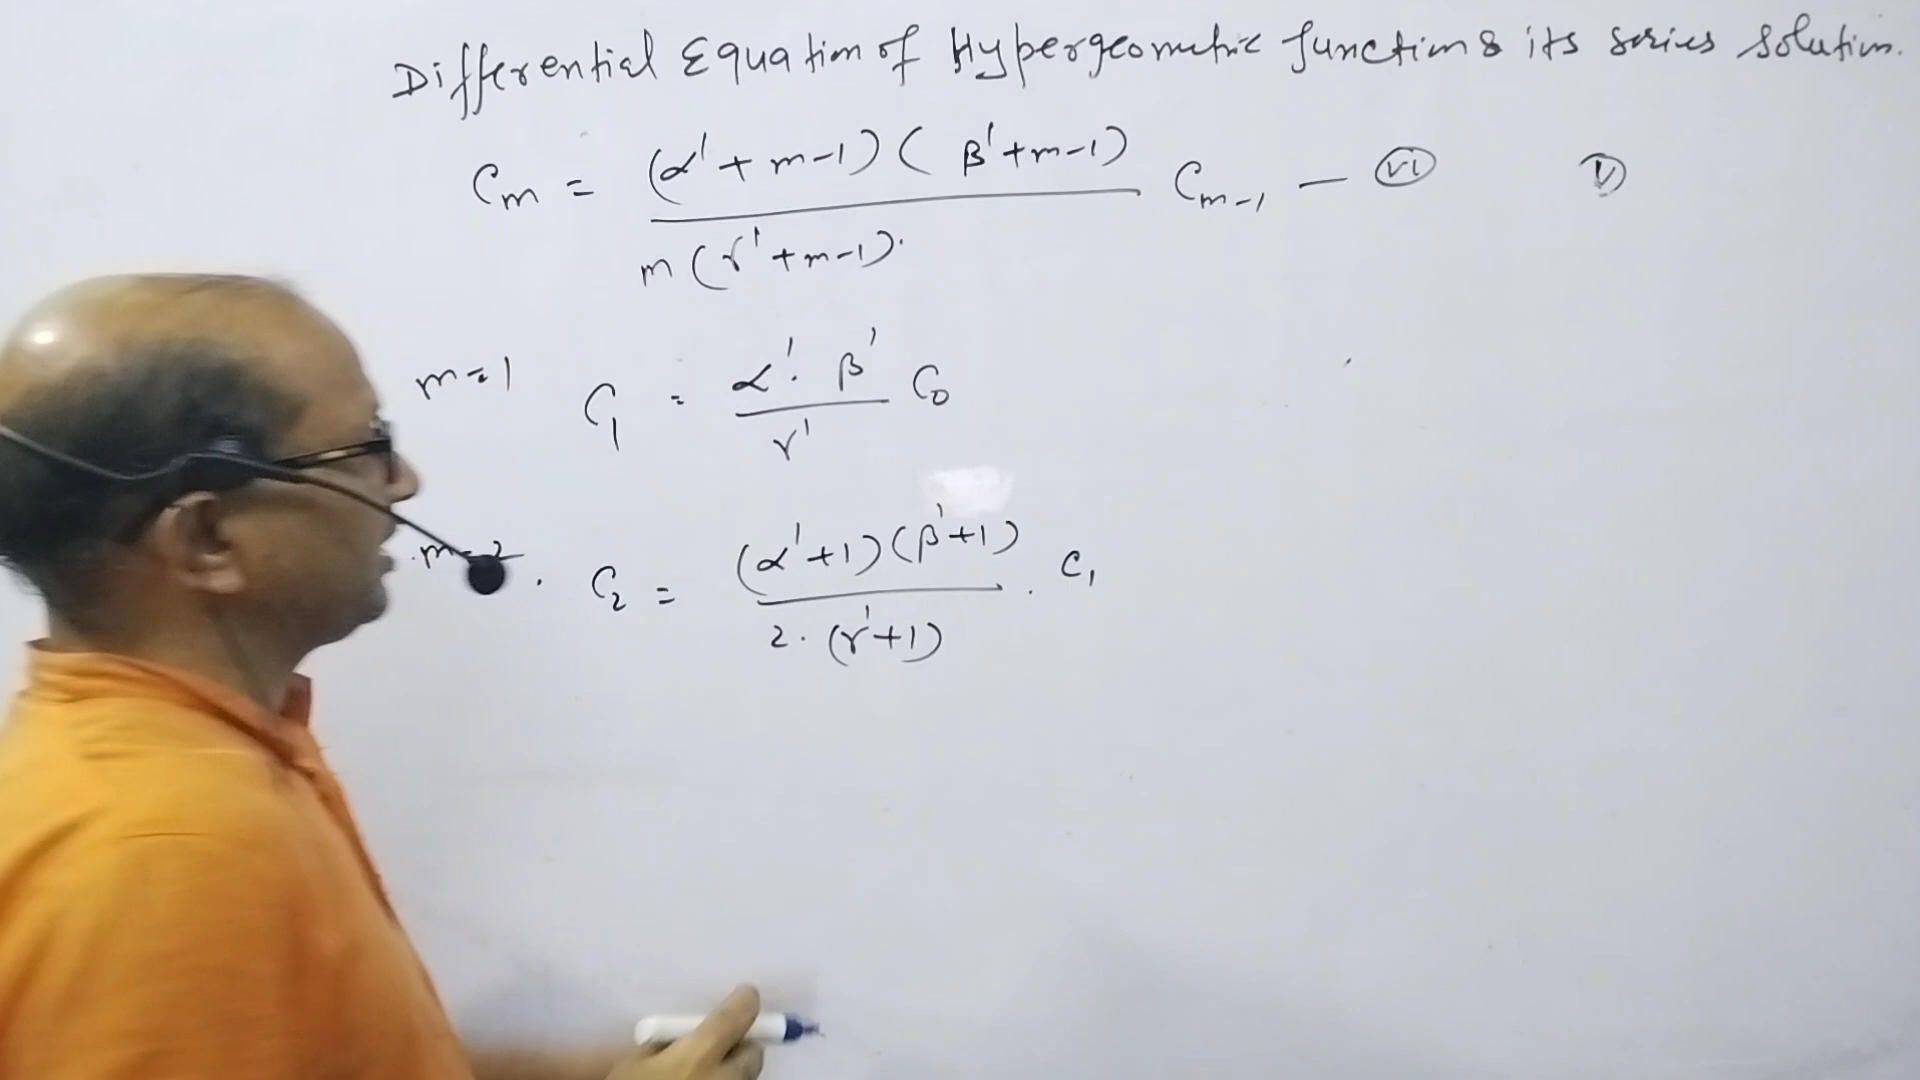 Differential Equation of Hypergeometric function & its series solution.
Cm = (α'+m-1)(β'+m-1) / m(γ'+m-1). Cm-1 — (VI) (V)
m=1 C1 = α'.β' / γ' C0
m=2. C2 = (α'+1)(β'+1) / 2.(γ'+1) . C1